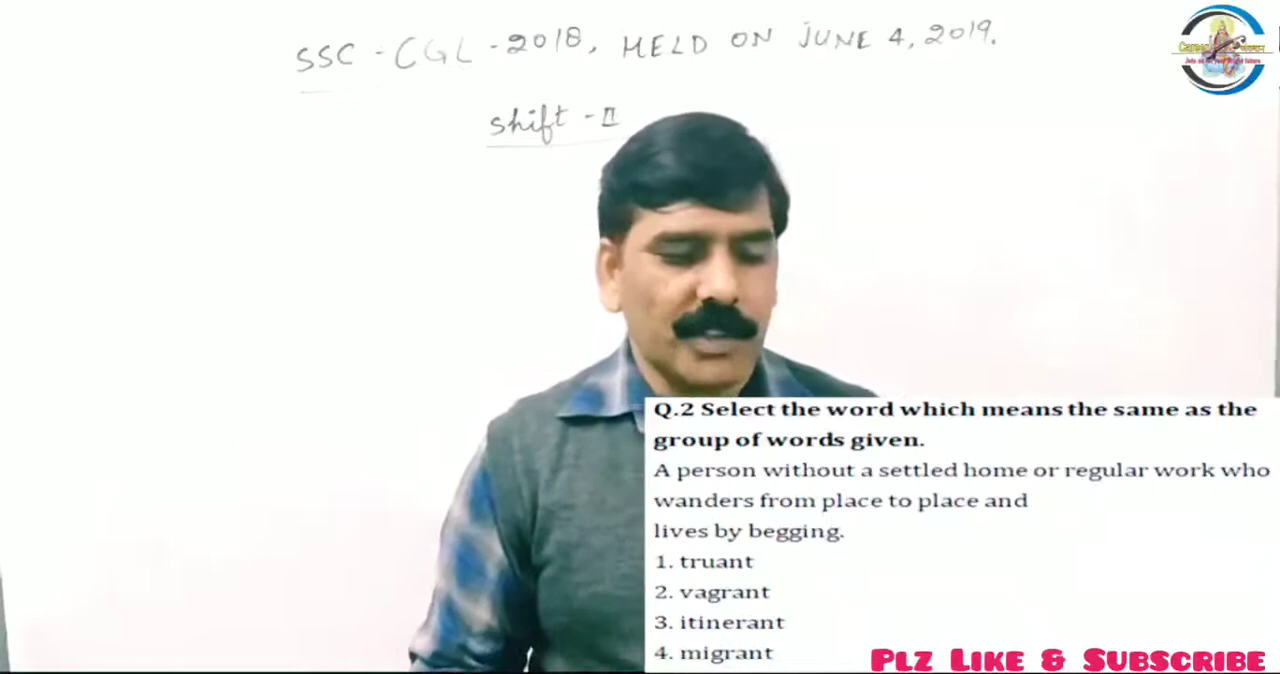 SSC - CGL - 2018, HELD ON JUNE 4, 2019.
Shift - II
Q.2 Select the word which means the same as the
group of words given.
A person without a settled home or regular work who
wanders from place to place and
lives by begging.
1. truant
2. vagrant
3. itinerant
4. migrant
Plz Like & Subscribe